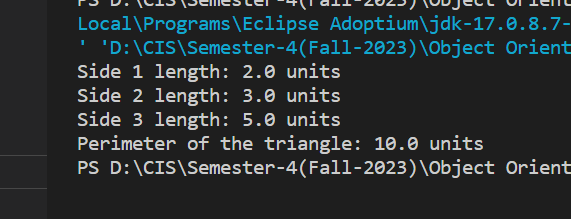 PS D:\CIS\Semester-4(Fall-2023)\Object Orient
Local\Programs\Eclipse Adoptium\jdk-17.0.8.7-
' 'D:\CIS\Semester-4(Fall-2023)\Object Orient
Side 1 length: 2.0 units
Side 2 length: 3.0 units
Side 3 length: 5.0 units
Perimeter of the triangle: 10.0 units
PS D:\CIS\Semester-4(Fall-2023)\Object Orient